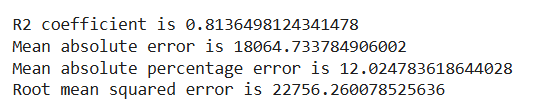 R2 coefficient is 0.8136498124341478
Mean absolute error is 18064.733784906002
Mean absolute percentage error is 12.024783618644028
Root mean squared error is 22756.260078525636